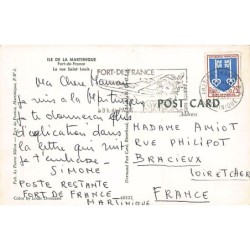 ILE DE LA MARTINIQUE
Fort-de-France
La rue Saint Louis
FORT-DE-FRANCE
POST CARD
Ma Chère Maman
Je suis à la Martinique
je te donnerai plus
d'explication dans
la lettre qui suit
je t'embrasse
SIMONE
POSTE RESTANTE
FORT DE FRANCE
MARTINIQUE
MADAME AMIOT
RUE PHILIPOT
BRACIEUX
LOIR ET CHER
FRANCE